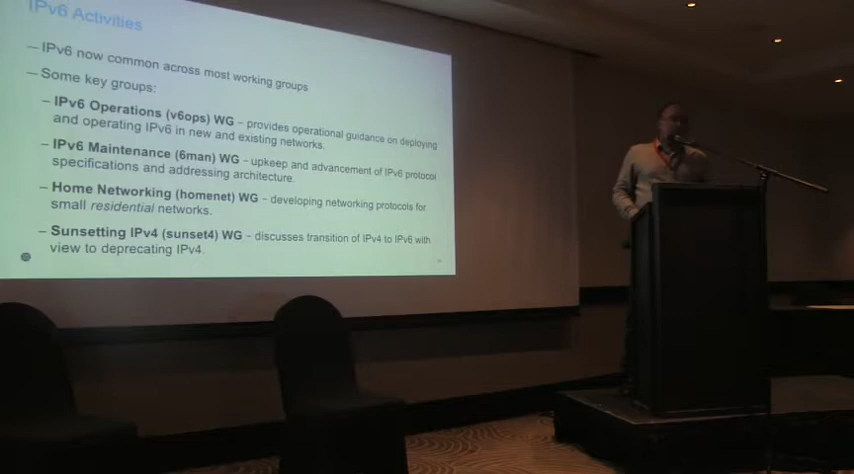 IPv6 Activities
– IPv6 now common across most working groups
– Some key groups:
– IPv6 Operations (v6ops) WG – provides operational guidance on deploying
and operating IPv6 in new and existing networks.
– IPv6 Maintenance (6man) WG – upkeep and advancement of IPv6 protocol
specifications and addressing architecture.
– Home Networking (homenet) WG – developing networking protocols for
small residential networks.
– Sunsetting IPv4 (sunset4) WG – discusses transition of IPv4 to IPv6 with
view to deprecating IPv4.